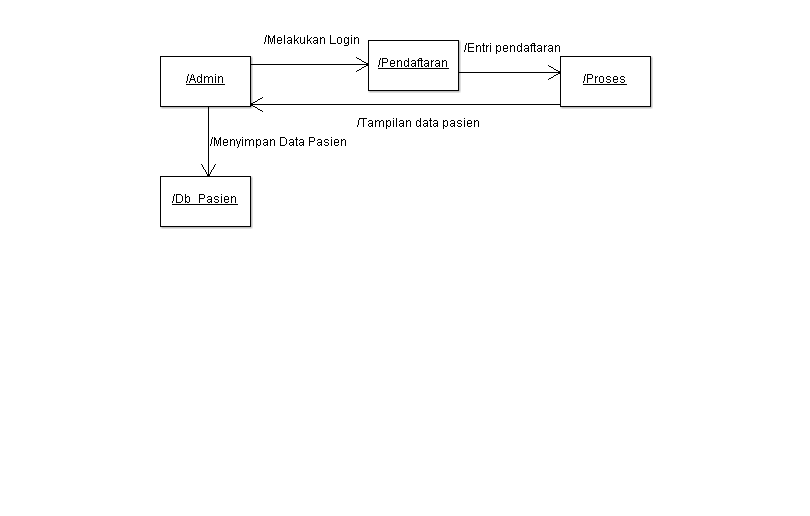 /Melakukan Login
/Entri pendaftaran
/Admin
/Pendaftaran
/Proses
/Tampilan data pasien
/Menyimpan Data Pasien
/Db_Pasien